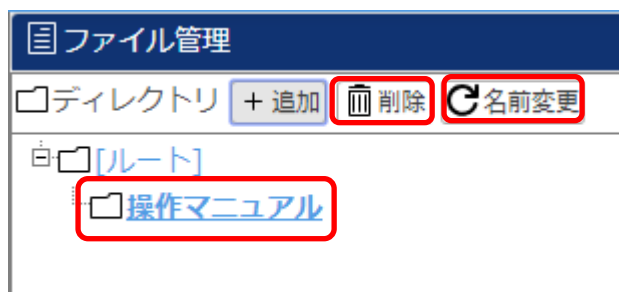 ファイル管理
ディレクトリ + 追加 削除 名前変更
[ルート]
操作マニュアル